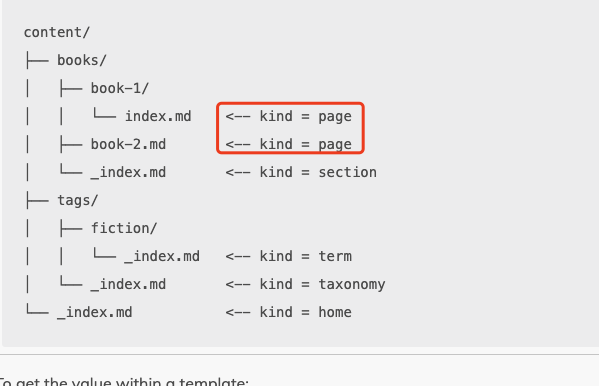 content/
├── books/
│   ├── book-1/
│   │   └── index.md    <-- kind = page
│   ├── book-2.md       <-- kind = page
│   └── _index.md       <-- kind = section
├── tags/
│   ├── fiction/
│   │   └── _index.md   <-- kind = term
│   └── _index.md       <-- kind = taxonomy
└── _index.md           <-- kind = home
To get the value within a template: